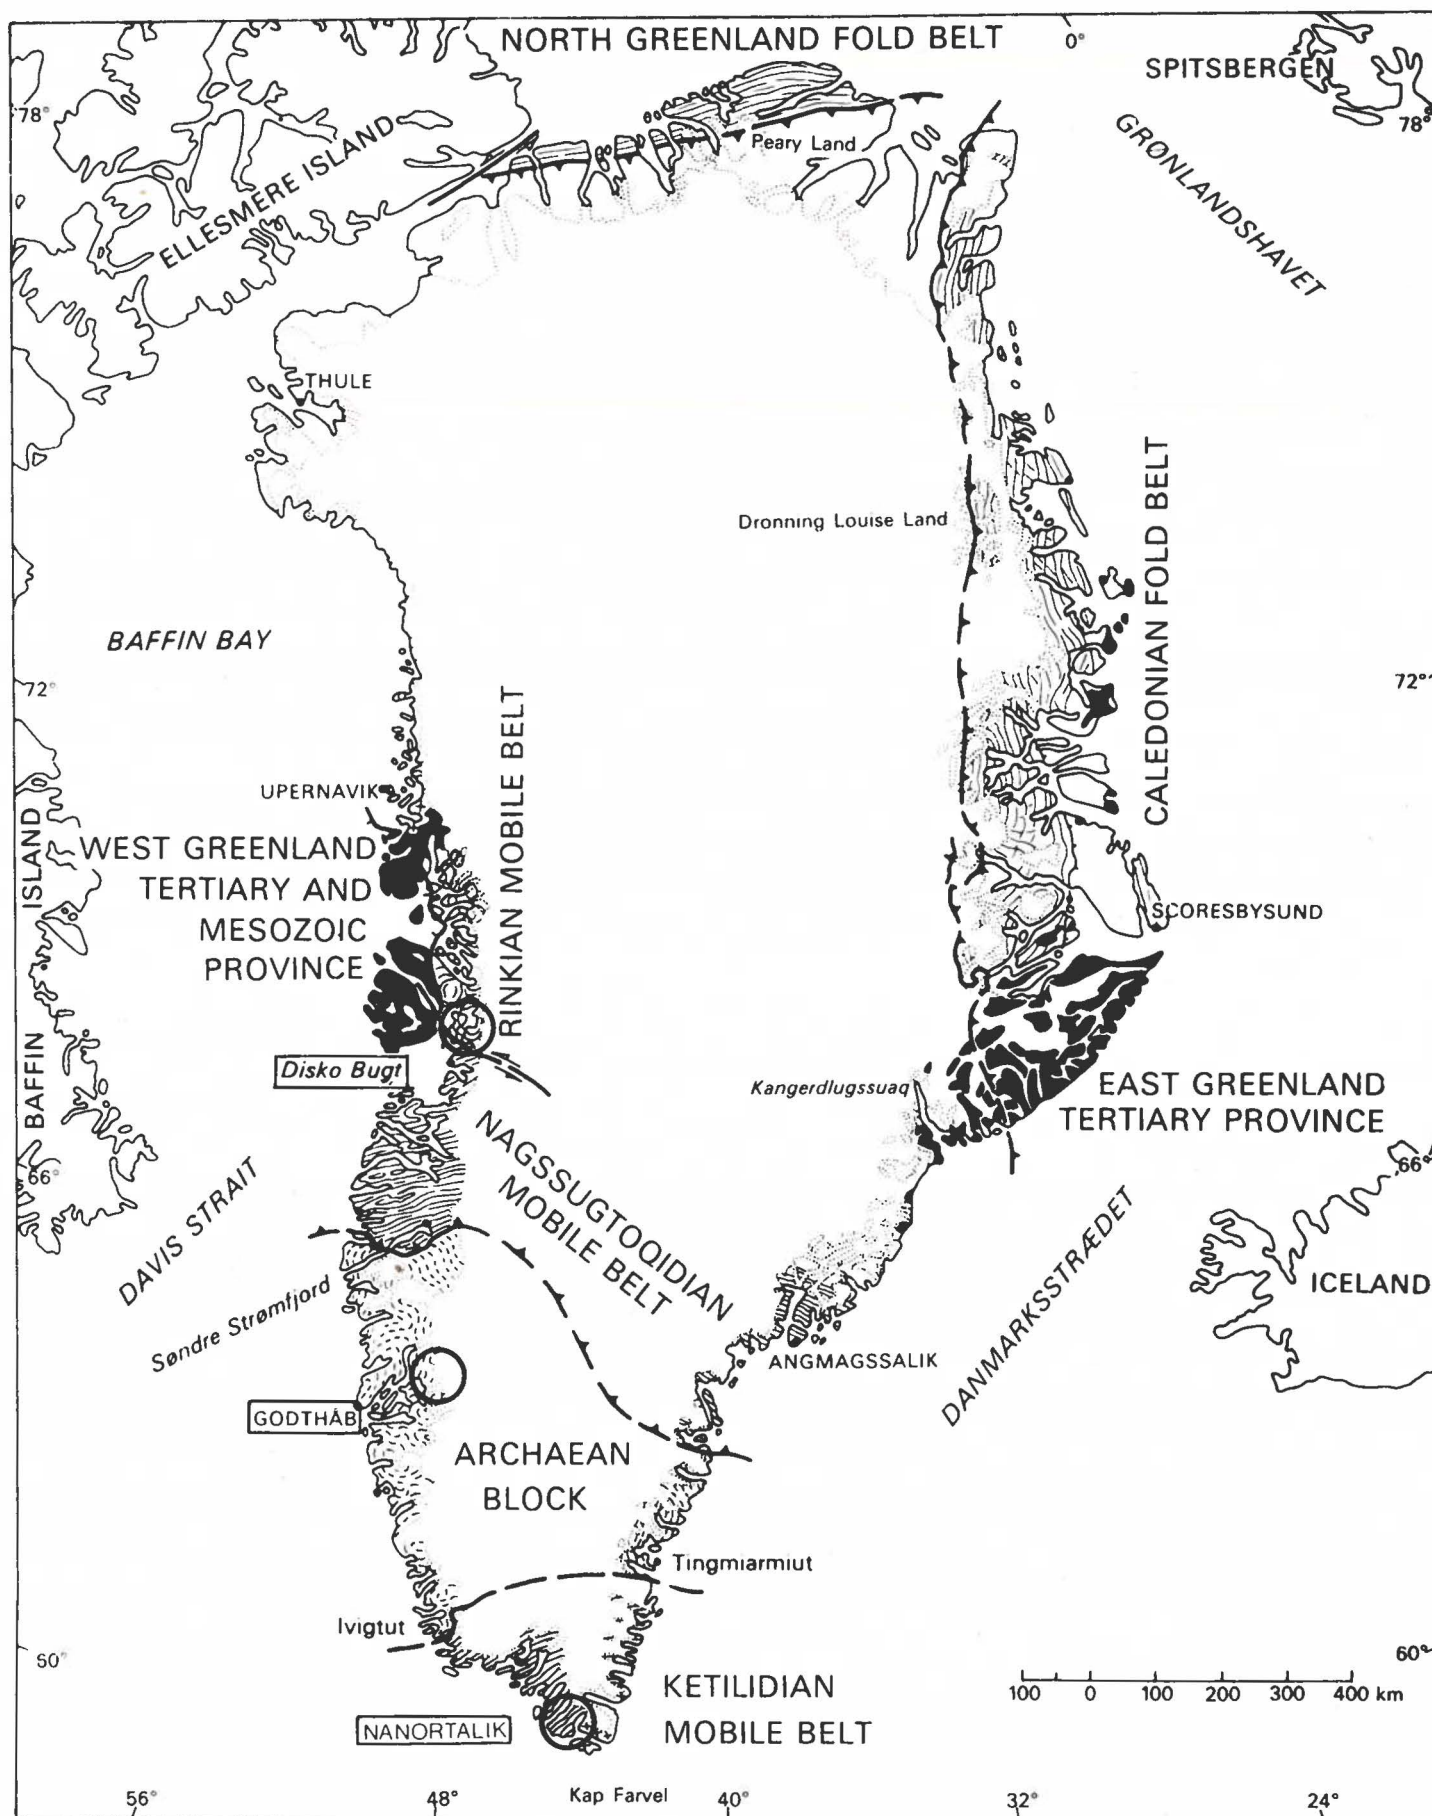 NORTH GREENLAND FOLD BELT
0°
SPITSBERGEN
78°
78°
GRØNLANDSHAVET
Peary Land
ELLESMERE ISLAND
THULE
Dronning Louise Land
CALEDONIAN FOLD BELT
BAFFIN BAY
72°
72°
RINKIAN MOBILE BELT
UPERNAVIK
WEST GREENLAND
TERTIARY AND
MESOZOIC
PROVINCE
BAFFIN ISLAND
SCORESBYSUND
Disko Bugt
Kangerdlugssuaq
EAST GREENLAND
TERTIARY PROVINCE
NAGSSUGTOQIDIAN
MOBILE BELT
66°
66°
DAVIS STRAIT
DANMARKSSTRÆDET
ICELAND
Søndre Strømfjord
ANGMAGSSALIK
GODTHÅB
ARCHAEAN
BLOCK
Tingmiarmiut
Ivigtut
60°
60°
KETILIDIAN
MOBILE BELT
100 0 100 200 300 400 km
NANORTALIK
Kap Farvel
56° 48° 40° 32° 24°